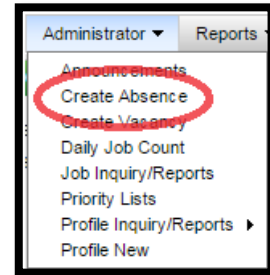 Administrator ▼ Reports
Announcements
Create Absence
Create Vacancy
Daily Job Count
Job Inquiry/Reports
Priority Lists
Profile Inquiry/Reports ▶
Profile New